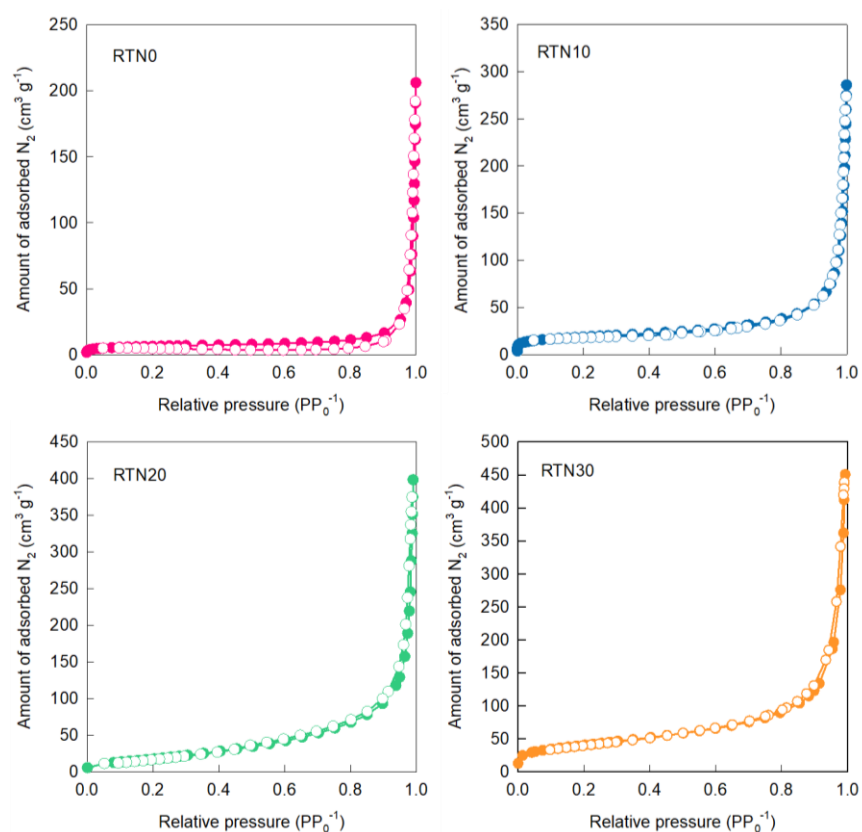 RTN0
Amount of adsorbed N₂ (cm³ g⁻¹)
250
200
150
100
50
0
0.0 0.2 0.4 0.6 0.8 1
Relative pressure (PP₀⁻¹)
RTN10
Amount of adsorbed N₂ (cm³ g⁻¹)
350
300
250
200
150
100
50
0
0.0 0.2 0.4 0.6 0.8 1.0
Relative pressure (PP₀⁻¹)
RTN20
Amount of adsorbed N₂ (cm³ g⁻¹)
450
400
350
300
250
200
150
100
50
0
0.0 0.2 0.4 0.6 0.8 1
Relative pressure (PP₀⁻¹)
RTN30
Amount of adsorbed N₂ (cm³ g⁻¹)
500
450
400
350
300
250
200
150
100
50
0
0.0 0.2 0.4 0.6 0.8 1.0
Relative pressure (PP₀⁻¹)